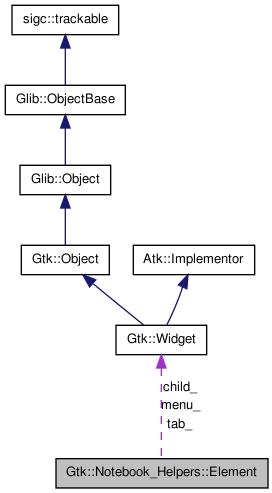 sigc::trackable
Glib::ObjectBase
Glib::Object
Gtk::Object
Atk::Implementor
Gtk::Widget
child_
menu_
tab_
Gtk::Notebook_Helpers::Element